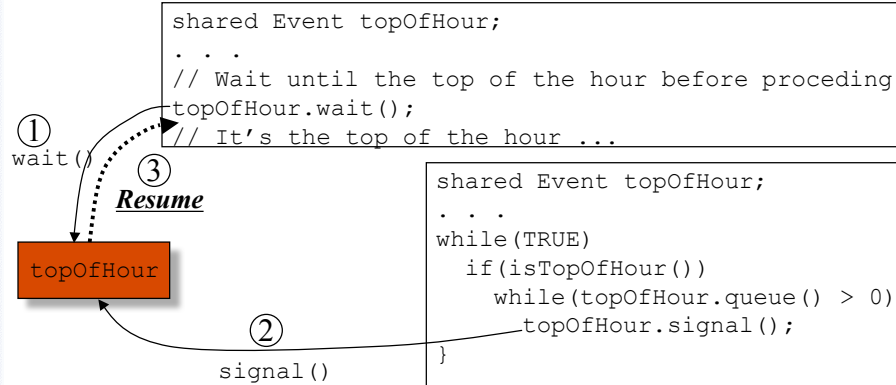 shared Event topOfHour;
. . .
// Wait until the top of the hour before proceding
topOfHour.wait();
// It’s the top of the hour ...
①
wait()
③
Resume
topOfHour
shared Event topOfHour;
. . .
while(TRUE)
if(isTopOfHour())
while(topOfHour.queue() > 0)
topOfHour.signal();
}
②
signal()